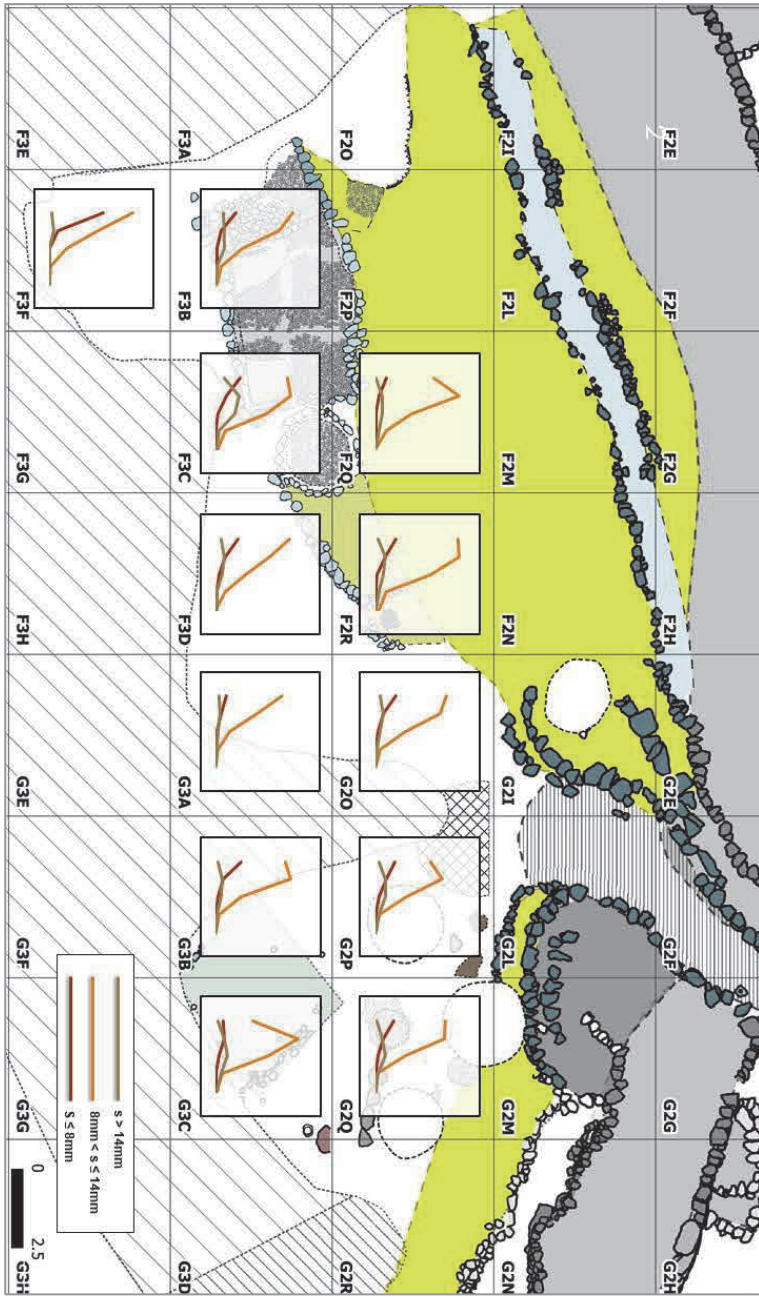 F2E
F2F
F2G
F2H
G2E
G2F
G2G
G2H
F2I
F2L
F2M
F2N
G2I
G2L
G2M
G2N
F2O
F2P
F2Q
F2R
G2O
G2P
G2Q
G2R
F3A
F3B
F3C
F3D
G3A
G3B
G3C
G3D
F3E
F3F
F3G
F3H
G3E
G3F
G3G
G3H
s > 14mm
8mm < s ≤ 14mm
S ≤ 8mm
0 2.5